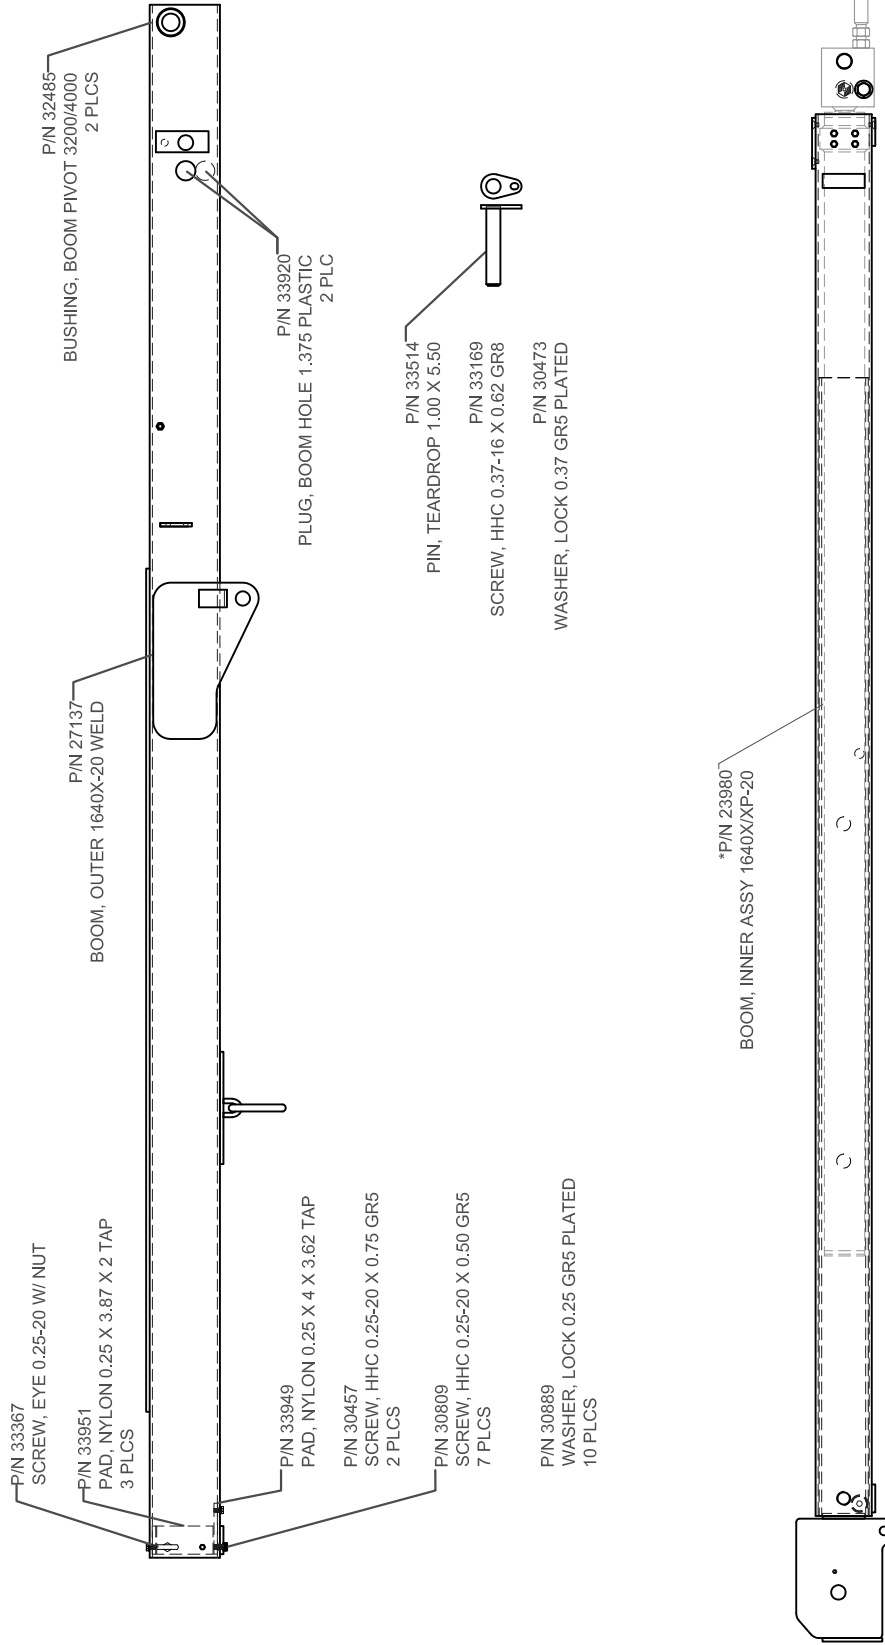 P/N 33367
SCREW, EYE 0.25-20 W/ NUT
P/N 33951
PAD, NYLON 0.25 X 3.87 X 2 TAP
3 PLCS
P/N 27137
BOOM, OUTER 1640X-20 WELD
P/N 32485
BUSHING, BOOM PIVOT 3200/4000
2 PLCS
P/N 33949
PAD, NYLON 0.25 X 4 X 3.62 TAP
P/N 30457
SCREW, HHC 0.25-20 X 0.75 GR5
2 PLCS
P/N 30809
SCREW, HHC 0.25-20 X 0.50 GR5
7 PLCS
P/N 30889
WASHER, LOCK 0.25 GR5 PLATED
10 PLCS
P/N 33920
PLUG, BOOM HOLE 1.375 PLASTIC
2 PLC
P/N 33514
PIN, TEARDROP 1.00 X 5.50
P/N 33169
SCREW, HHC 0.37-16 X 0.62 GR8
P/N 30473
WASHER, LOCK 0.37 GR5 PLATED
*P/N 23980
BOOM, INNER ASSY 1640X/XP-20